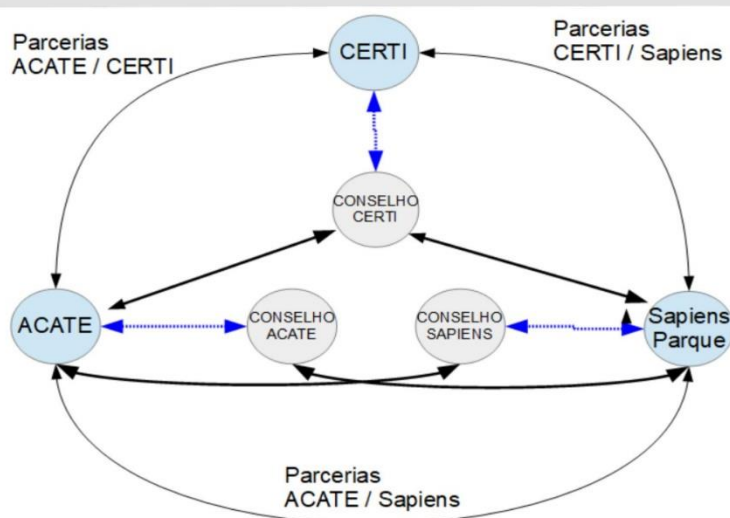 Parcerias
ACATE / CERTI
CERTI
Parcerias
CERTI / Sapiens
CONSELHO
CERTI
ACATE
CONSELHO
ACATE
CONSELHO
SAPIENS
Sapiens
Parque
Parcerias
ACATE / Sapiens